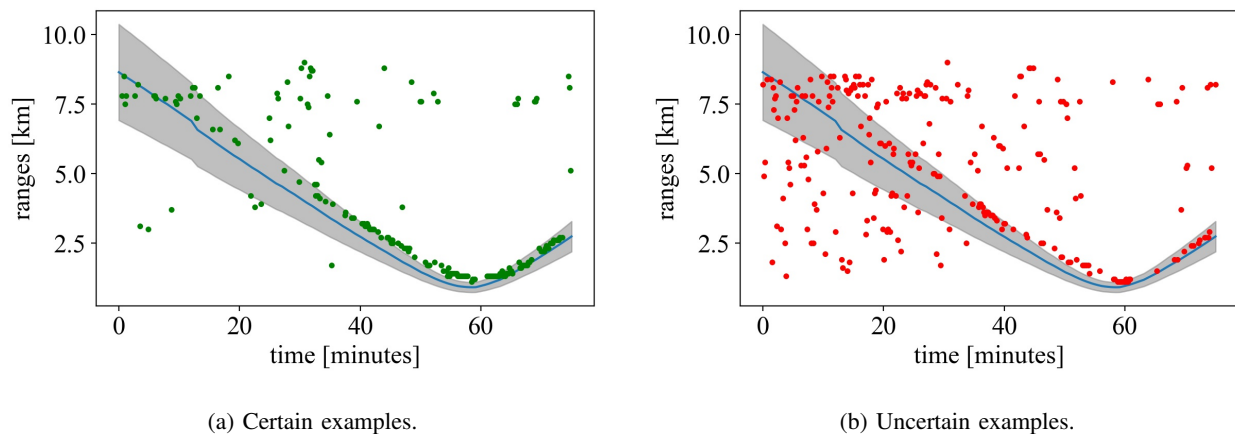 10.0
7.5
5.0
2.5
ranges [km]
0 20 40 60
time [minutes]
(a) Certain examples.
10.0
7.5
5.0
2.5
ranges [km]
0 20 40 60
time [minutes]
(b) Uncertain examples.